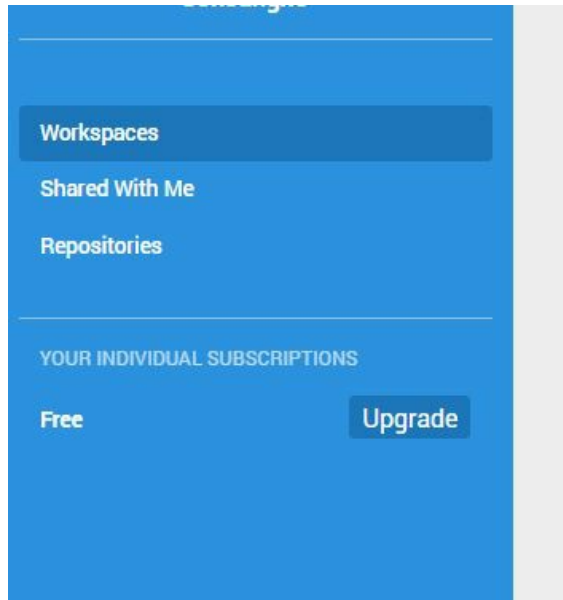 Workspaces
Shared With Me
Repositories
YOUR INDIVIDUAL SUBSCRIPTIONS
Free Upgrade